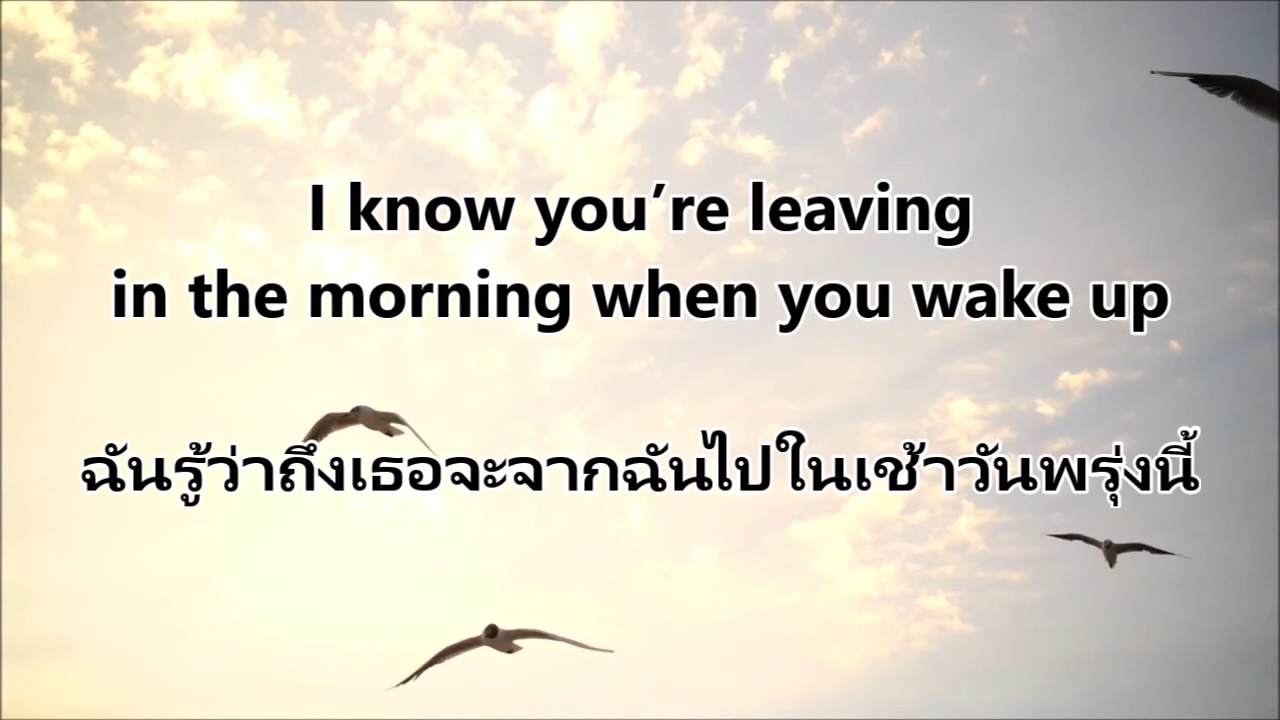 I know you’re leaving
in the morning when you wake up
ฉันรู้ว่าถึงเธอจะจากฉันไปในเช้าวันพรุ่งนี้